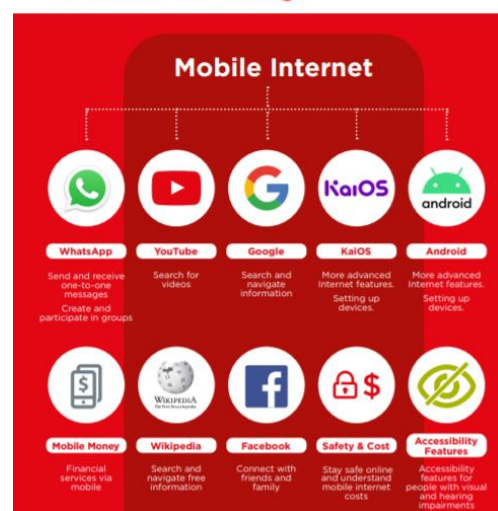 Mobile Internet
KaiOS
android
WhatsApp
YouTube
Google
KaiOS
Android
Send and receive
one-to-one
messages
Create and
participate in groups
Search for
videos
Search and
navigate
information
More advanced
Internet features.
Setting up
devices.
More advanced
Internet features.
Setting up
devices.
$
WIKIPEDIA
The Free Encyclopedia
$
Mobile Money
Wikipedia
Facebook
Safety & Cost
Accessibility
Features
Financial
services via
mobile
Search and
navigate free
information
Connect with
friends and
family
Stay safe online
and understand
mobile internet
costs
Accessibility
features for
people with visual
and hearing
impairments